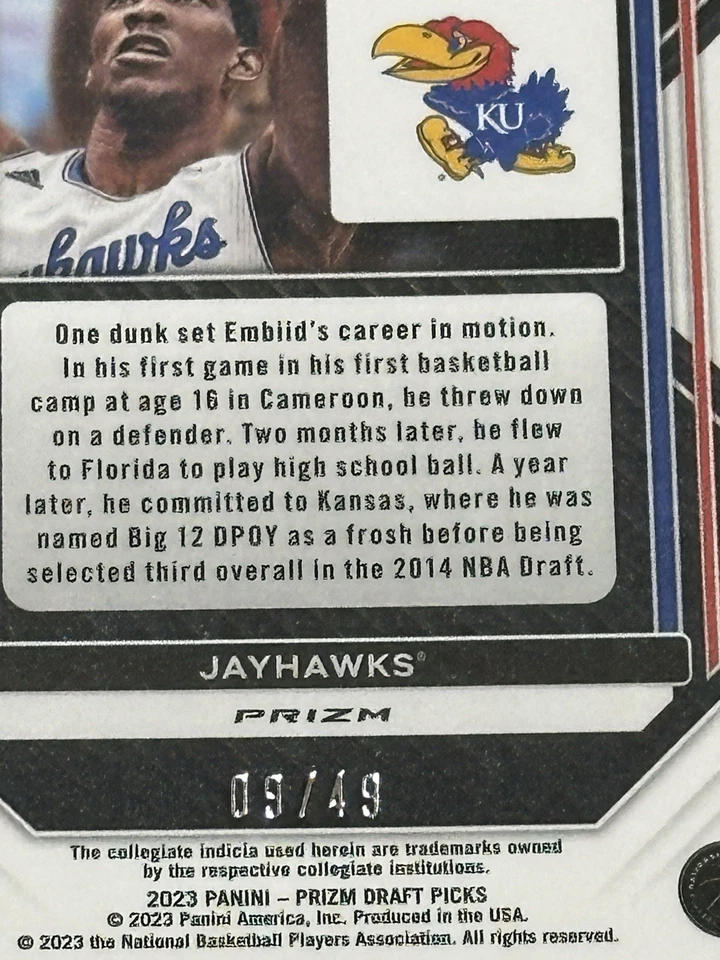 KU
hawks
One dunk set Embiid's career in motion.
In his first game in his first basketball
camp at age 16 in Cameroon, he threw down
on a defender. Two months later, he flew
to Florida to play high school ball. A year
later, he committed to Kansas, where he was
named Big 12 DPOY as a frosh before being
selected third overall in the 2014 NBA Draft.
JAYHAWKS®
PRIZM
09/49
The collegiate indicia used herein are trademarks owned
by the respective collegiate institutions.
2023 PANINI – PRIZM DRAFT PICKS
© 2023 Panini America, Inc. Produced in the USA.
© 2023 the National Basketball Players Association. All rights reserved.